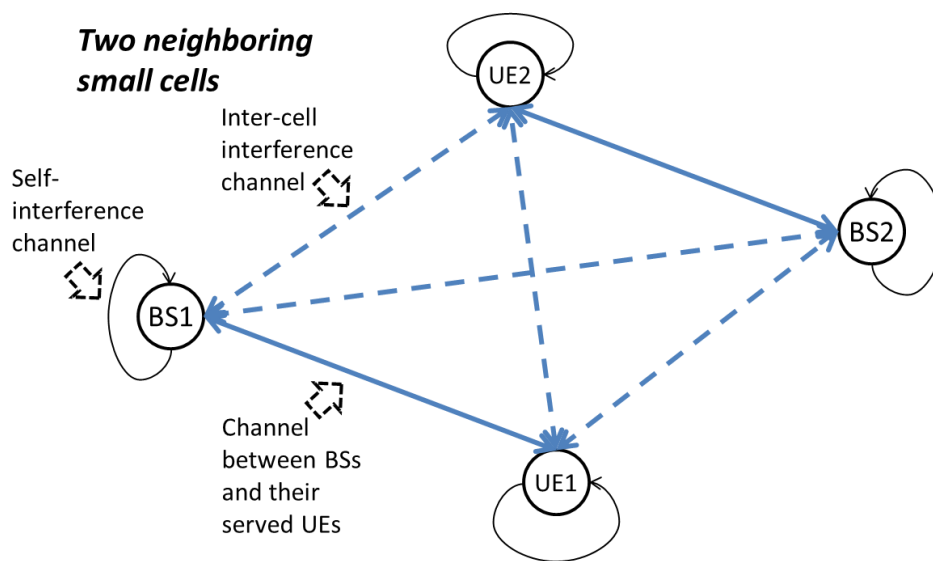 Two neighboring
small cells
UE2
Inter-cell
interference
channel
Self-
interference
channel
BS2
BS1
Channel
between BSs
and their
served UEs
UE1